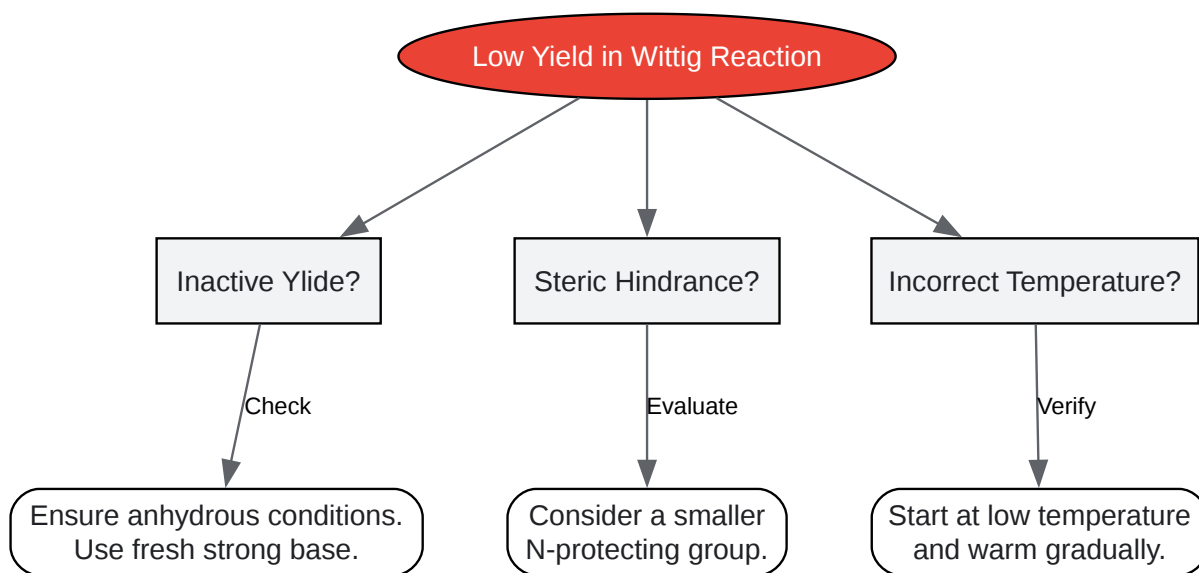 Low Yield in Wittig Reaction
Inactive Ylide?
Steric Hindrance?
Incorrect Temperature?
Check
Evaluate
Verify
Ensure anhydrous conditions.
Use fresh strong base.
Consider a smaller
N-protecting group.
Start at low temperature
and warm gradually.